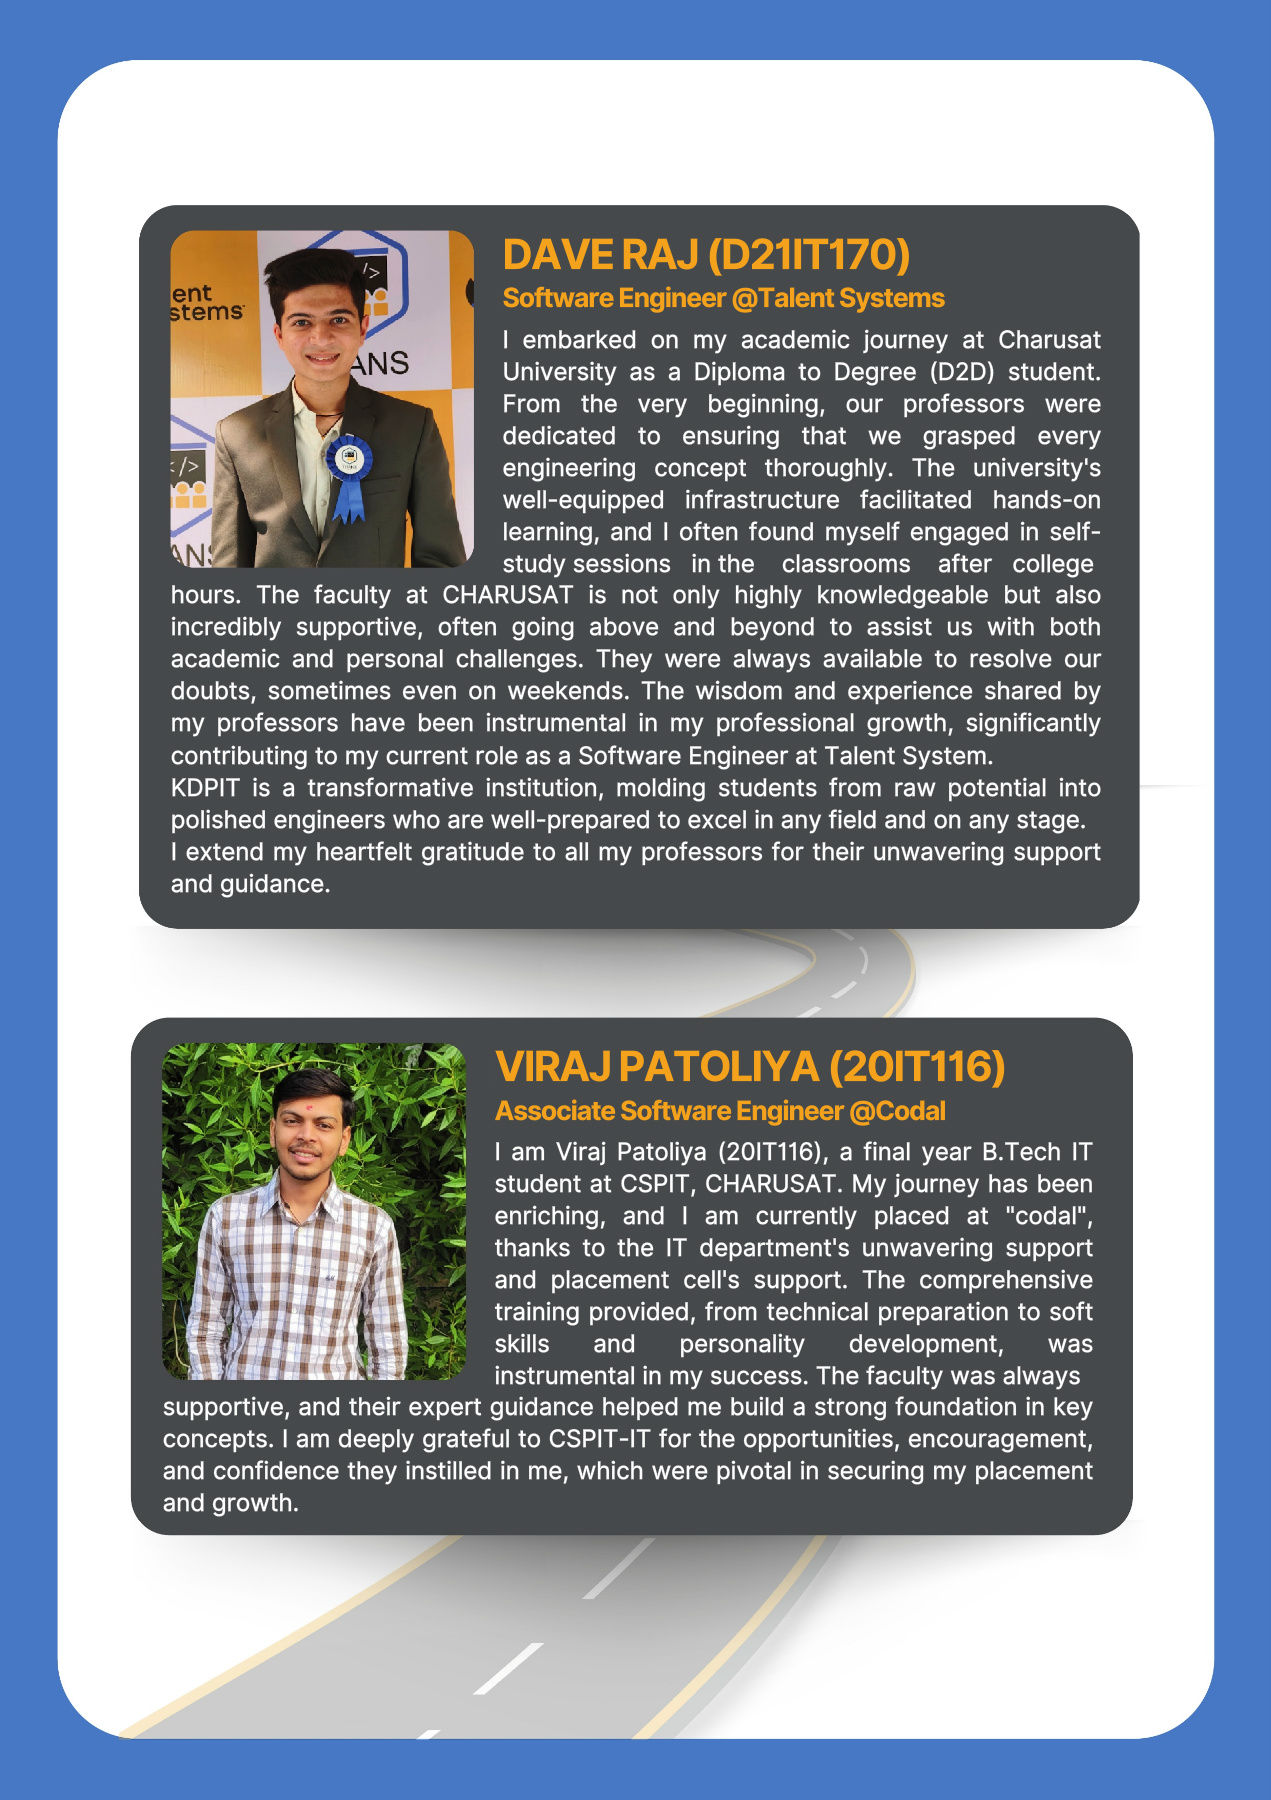 ent
stems
</>
ANS
</>
ANS
DAVE RAJ (D21IT170)
Software Engineer @Talent Systems
I embarked on my academic journey at Charusat
University as a Diploma to Degree (D2D) student.
From the very beginning, our professors were
dedicated to ensuring that we grasped every
engineering concept thoroughly. The university's
well-equipped infrastructure facilitated hands-on
learning, and I often found myself engaged in self-
study sessions in the classrooms after college
hours. The faculty at CHARUSAT is not only highly knowledgeable but also
incredibly supportive, often going above and beyond to assist us with both
academic and personal challenges. They were always available to resolve our
doubts, sometimes even on weekends. The wisdom and experience shared by
my professors have been instrumental in my professional growth, significantly
contributing to my current role as a Software Engineer at Talent System.
KDPIT is a transformative institution, molding students from raw potential into
polished engineers who are well-prepared to excel in any field and on any stage.
I extend my heartfelt gratitude to all my professors for their unwavering support
and guidance.
VIRAJ PATOLIYA (20IT116)
Associate Software Engineer @Codal
I am Viraj Patoliya (20IT116), a final year B.Tech IT
student at CSPIT, CHARUSAT. My journey has been
enriching, and I am currently placed at "codal",
thanks to the IT department's unwavering support
and placement cell's support. The comprehensive
training provided, from technical preparation to soft
skills and personality development, was
instrumental in my success. The faculty was always
supportive, and their expert guidance helped me build a strong foundation in key
concepts. I am deeply grateful to CSPIT-IT for the opportunities, encouragement,
and confidence they instilled in me, which were pivotal in securing my placement
and growth.